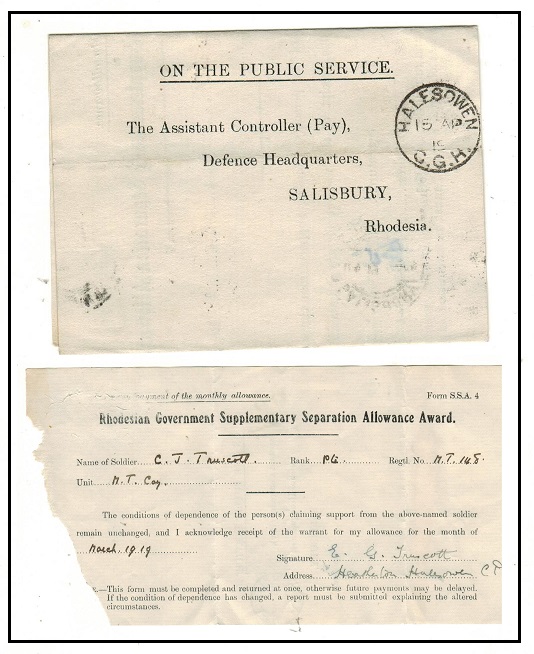 ON THE PUBLIC SERVICE.
HALESOWEN
15 AP
19
C.G.H.
The Assistant Controller (Pay),
Defence Headquarters,
SALISBURY,
Rhodesia.
payment of the monthly allowance.
Form S.S.A. 4
Rhodesian Government Supplementary Separation Allowance Award.
Name of Soldier C. J. Truscott Rank Pte. Regtl. No. M.T. 148.
Unit M. T. Coy.
The conditions of dependence of the person(s) claiming support from the above-named soldier
remain unchanged, and I acknowledge receipt of the warrant for my allowance for the month of
March 1919
Signature E. G. Truscott
Address Halesowen C P
—This form must be completed and returned at once, otherwise future payments may be delayed.
If the condition of dependence has changed, a report must be submitted explaining the altered
circumstances.